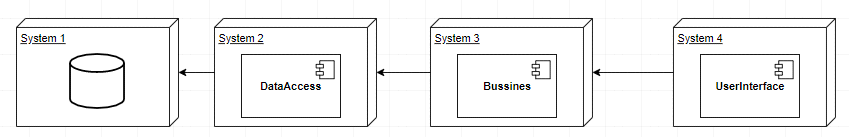 System 1
System 2
DataAccess
System 3
Bussines
System 4
UserInterface